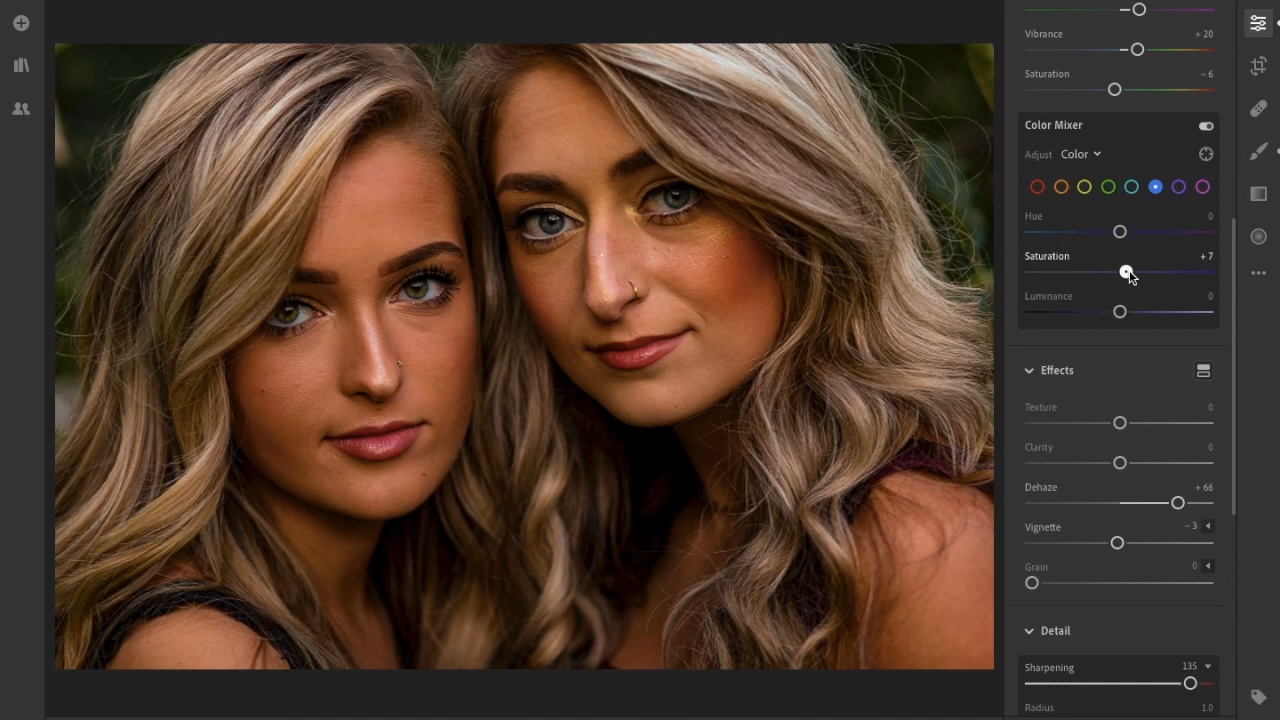 Vibrance + 20
Saturation − 6
Color Mixer
Adjust Color
Hue 0
Saturation + 7
Luminance 0
Effects
Texture 0
Clarity 0
Dehaze + 66
Vignette − 3
Grain 0
Detail
Sharpening 135
Radius 1.0